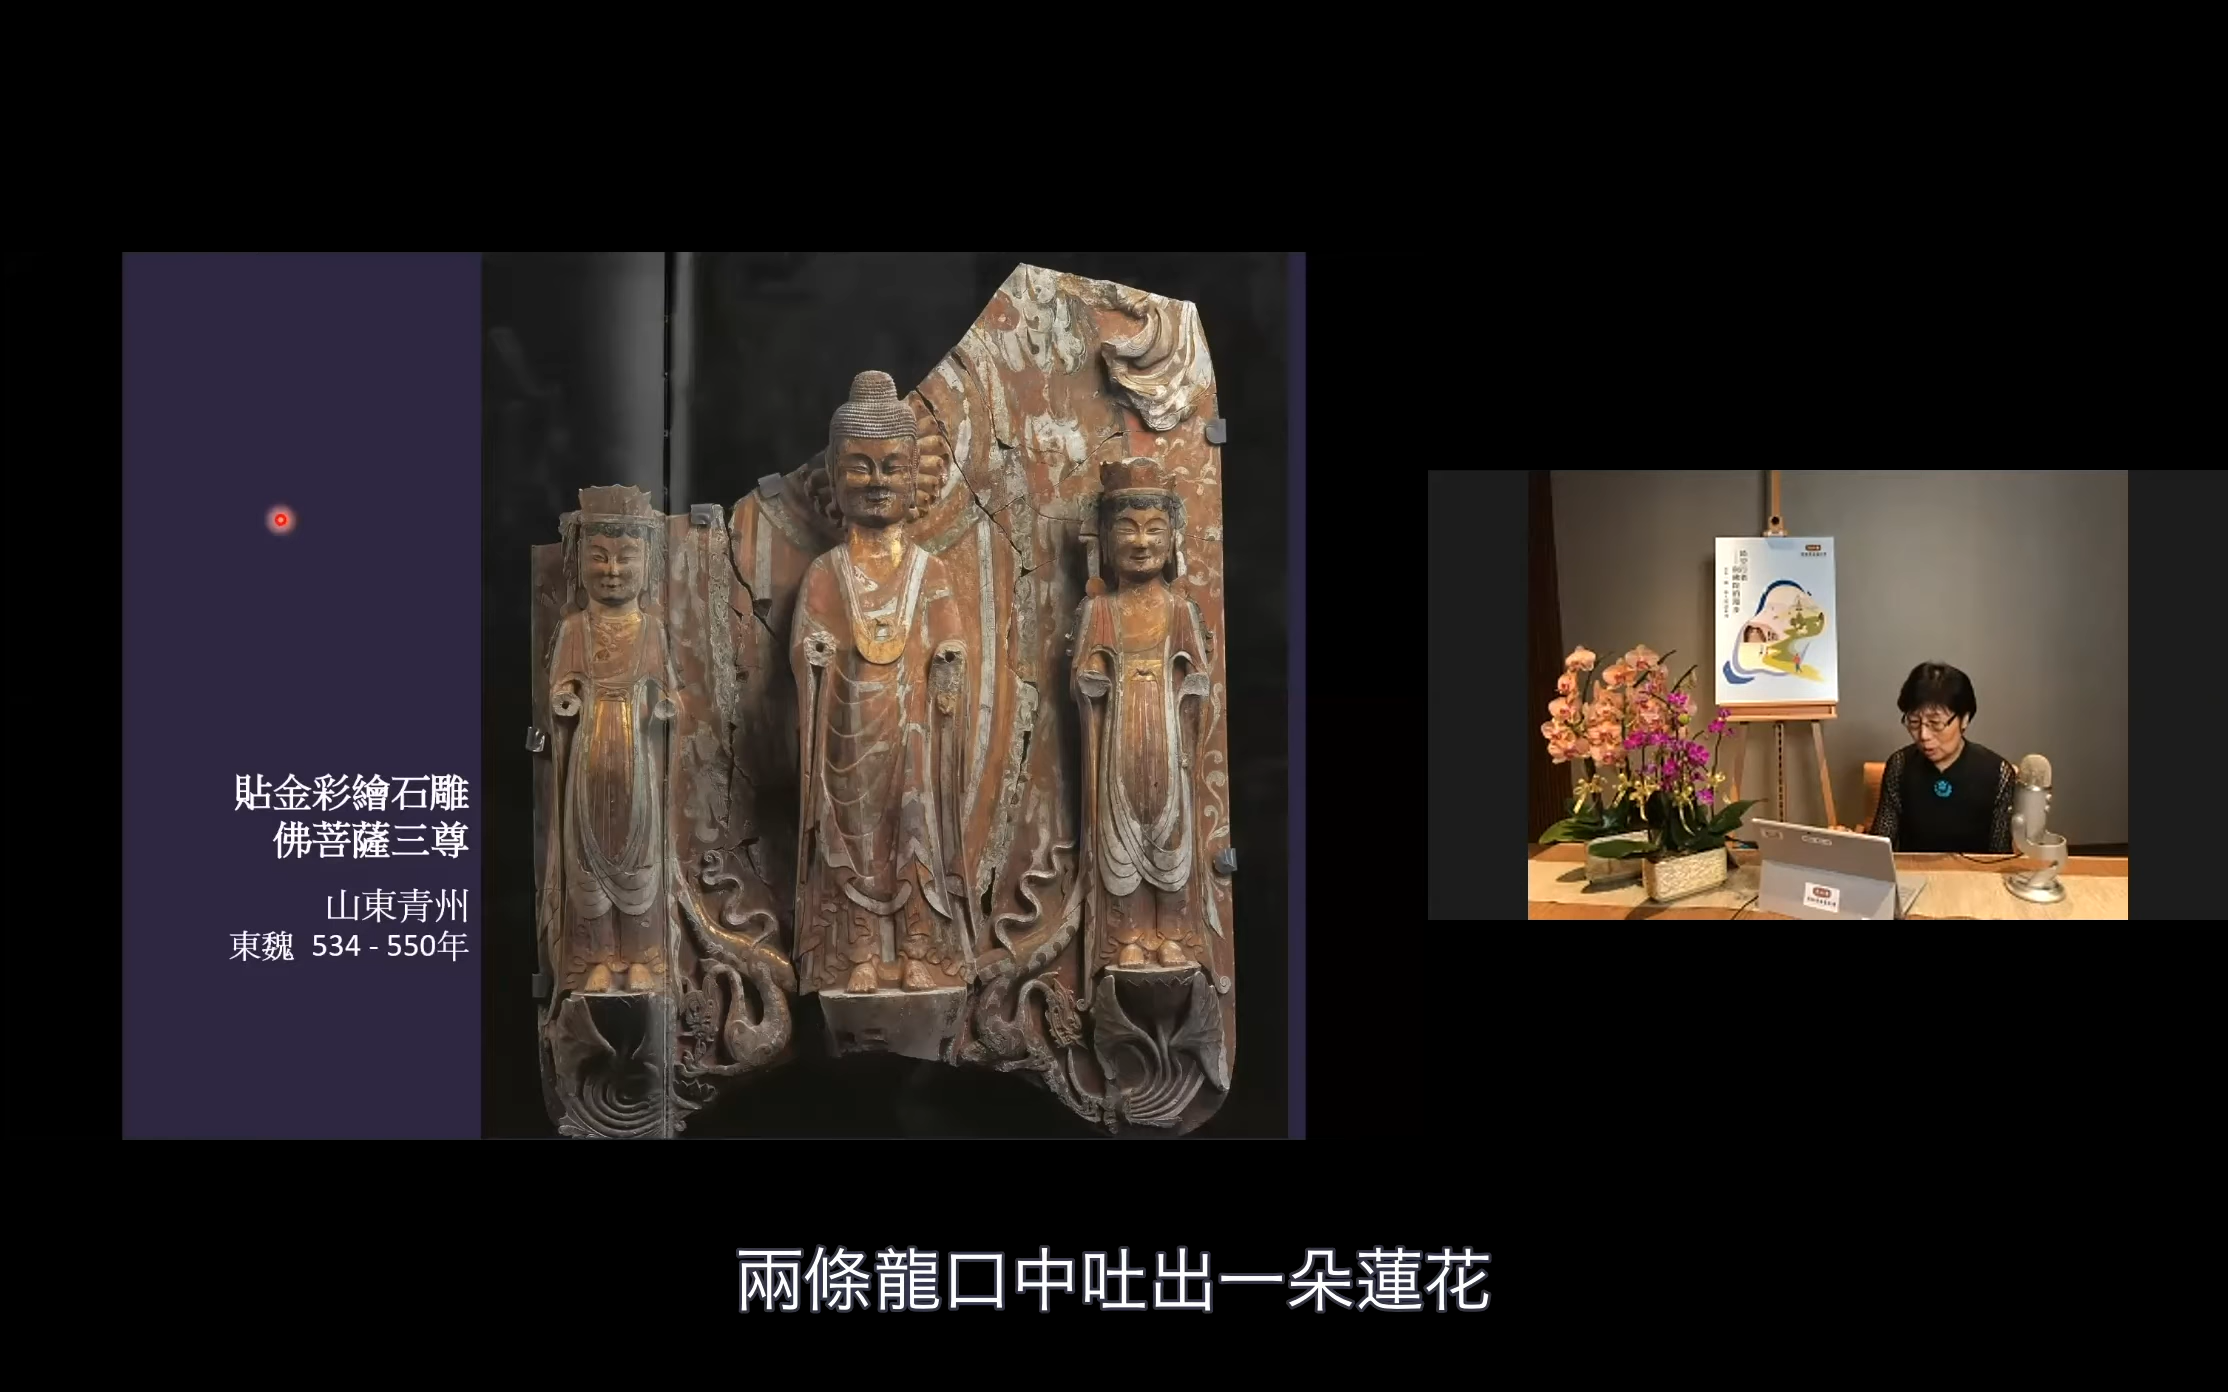 貼金彩繪石雕
佛菩薩三尊
山東青州
東魏 534 - 550年
兩條龍口中吐出一朵蓮花